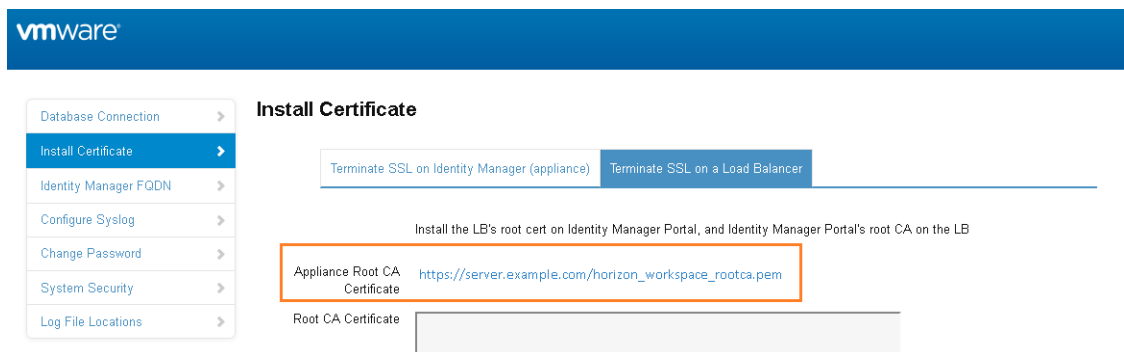 vmware®
Database Connection
Install Certificate
Identity Manager FQDN
Configure Syslog
Change Password
System Security
Log File Locations
Install Certificate
Terminate SSL on Identity Manager (appliance)
Terminate SSL on a Load Balancer
Install the LB's root cert on Identity Manager Portal, and Identity Manager Portal's root CA on the LB
Appliance Root CA
Certificate
https://server.example.com/horizon_workspace_rootca.pem
Root CA Certificate